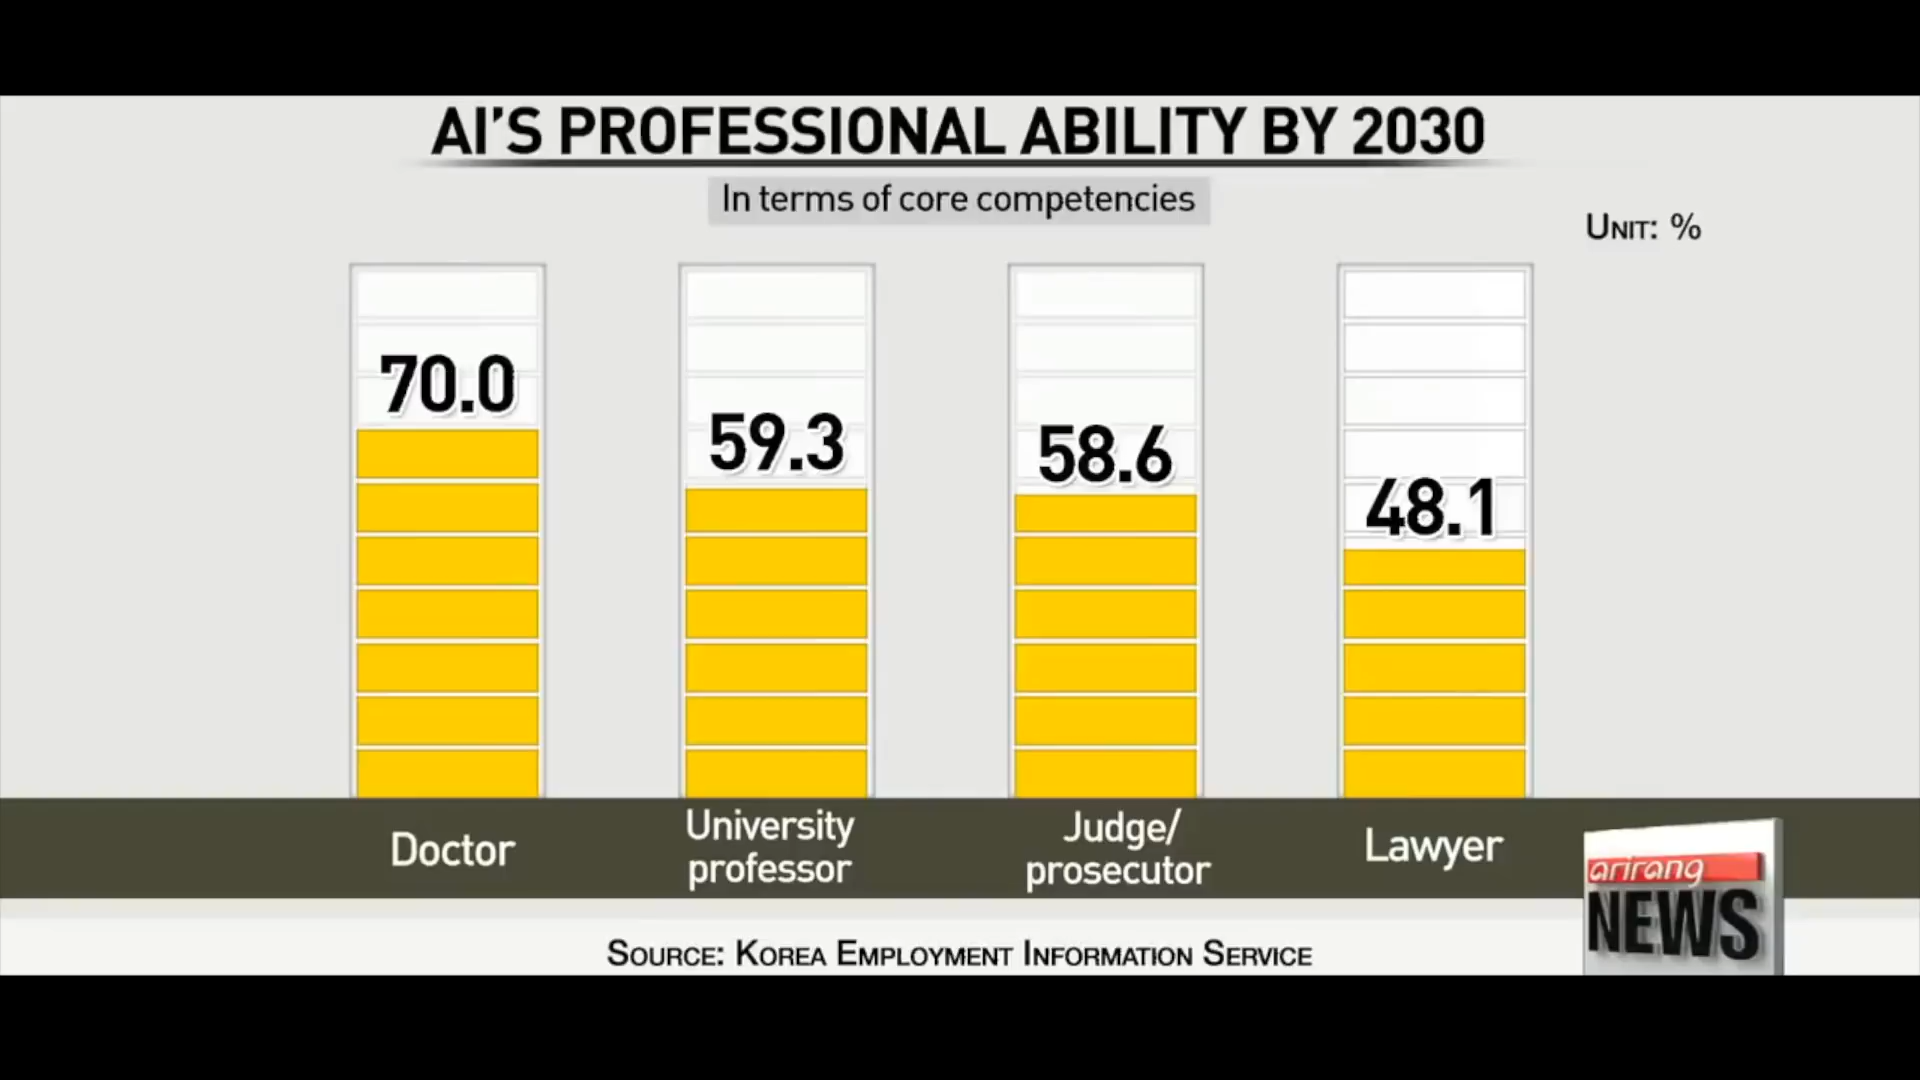 AI'S PROFESSIONAL ABILITY BY 2030
In terms of core competencies
UNIT: %
70.0
59.3
58.6
48.1
Doctor
University
professor
Judge/
prosecutor
Lawyer
arirang
NEWS
SOURCE: KOREA EMPLOYMENT INFORMATION SERVICE